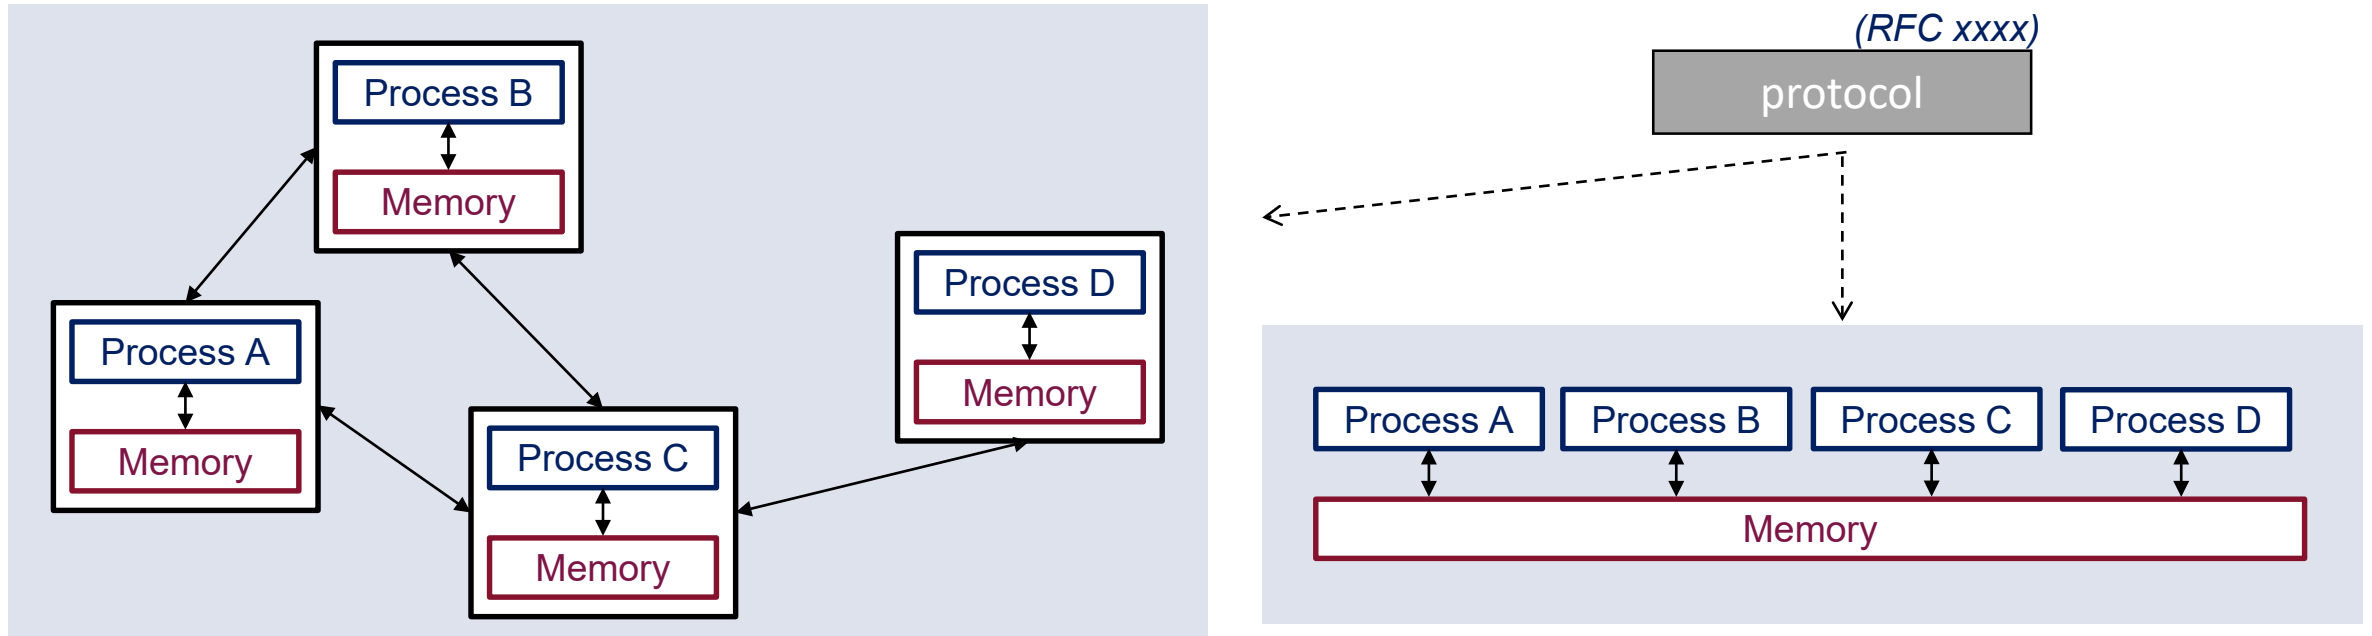 Process B
Memory
Process A
Memory
Process C
Memory
Process D
Memory
(RFC xxxx)
protocol
Process A
Process B
Process C
Process D
Memory